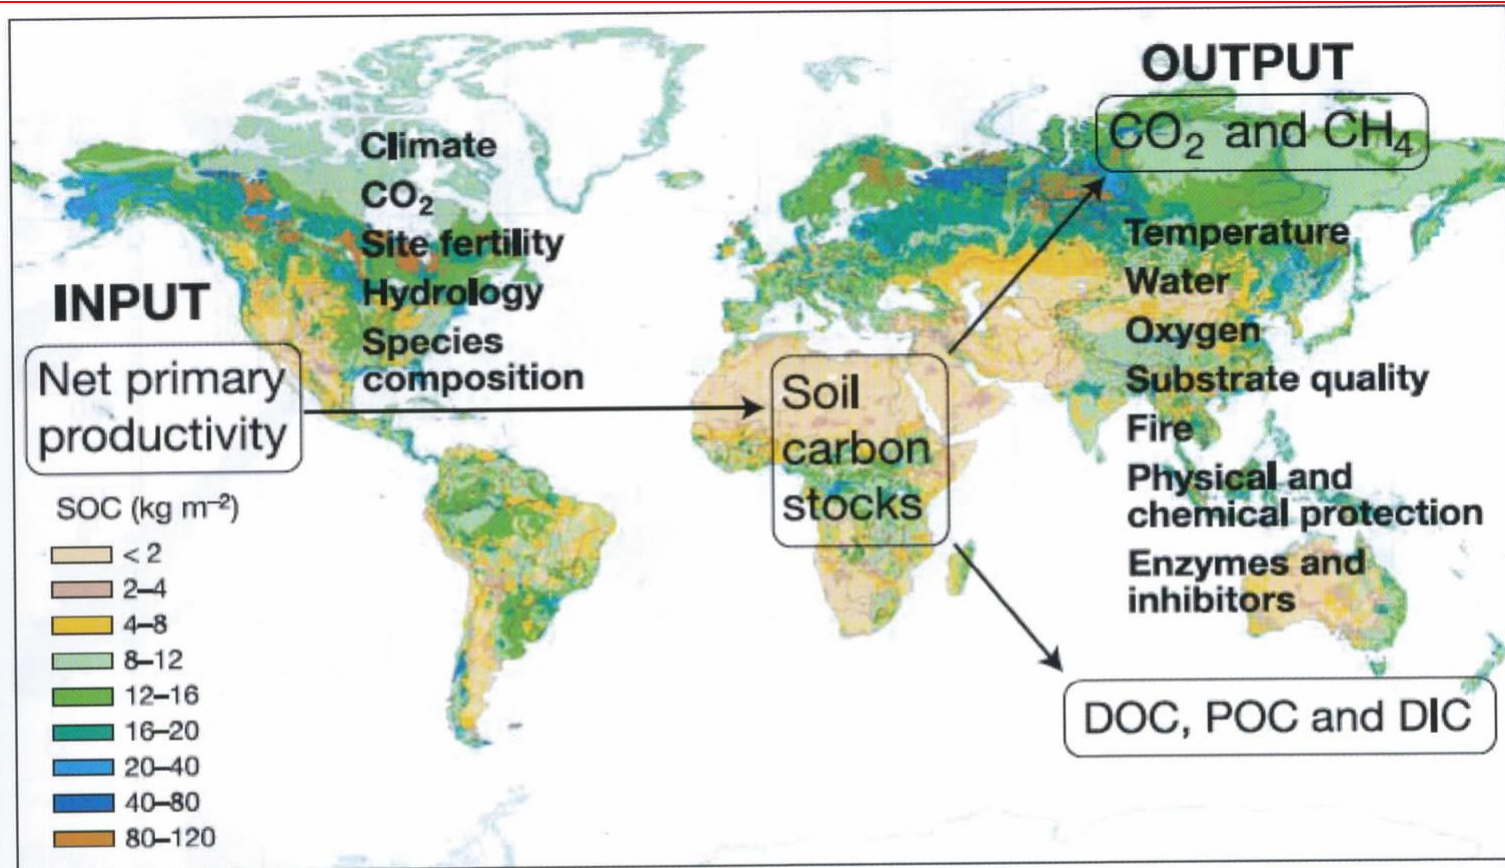 INPUT
Net primary
productivity
Climate
CO₂
Site fertility
Hydrology
Species
composition
Soil
carbon
stocks
OUTPUT
CO₂ and CH₄
Temperature
Water
Oxygen
Substrate quality
Fire
Physical and
chemical protection
Enzymes and
inhibitors
DOC, POC and DIC
SOC (kg m⁻²)
< 2
2–4
4–8
8–12
12–16
16–20
20–40
40–80
80–120